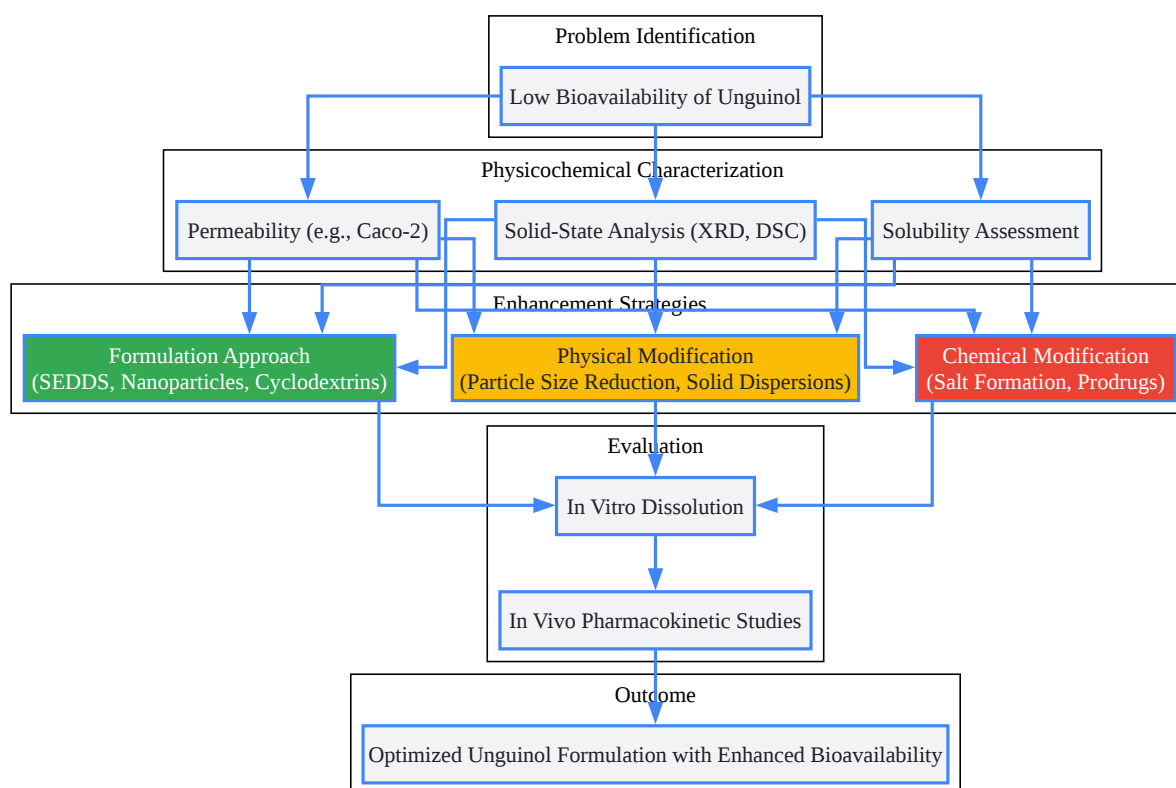 Problem Identification
Low Bioavailability of Unguinol
Physicochemical Characterization
Permeability (e.g., Caco-2)
Solid-State Analysis (XRD, DSC)
Solubility Assessment
Enhancement Strategies
Formulation Approach
(SEDDS, Nanoparticles, Cyclodextrins)
Physical Modification
(Particle Size Reduction, Solid Dispersions)
Chemical Modification
(Salt Formation, Prodrugs)
Evaluation
In Vitro Dissolution
In Vivo Pharmacokinetic Studies
Outcome
Optimized Unguinol Formulation with Enhanced Bioavailability